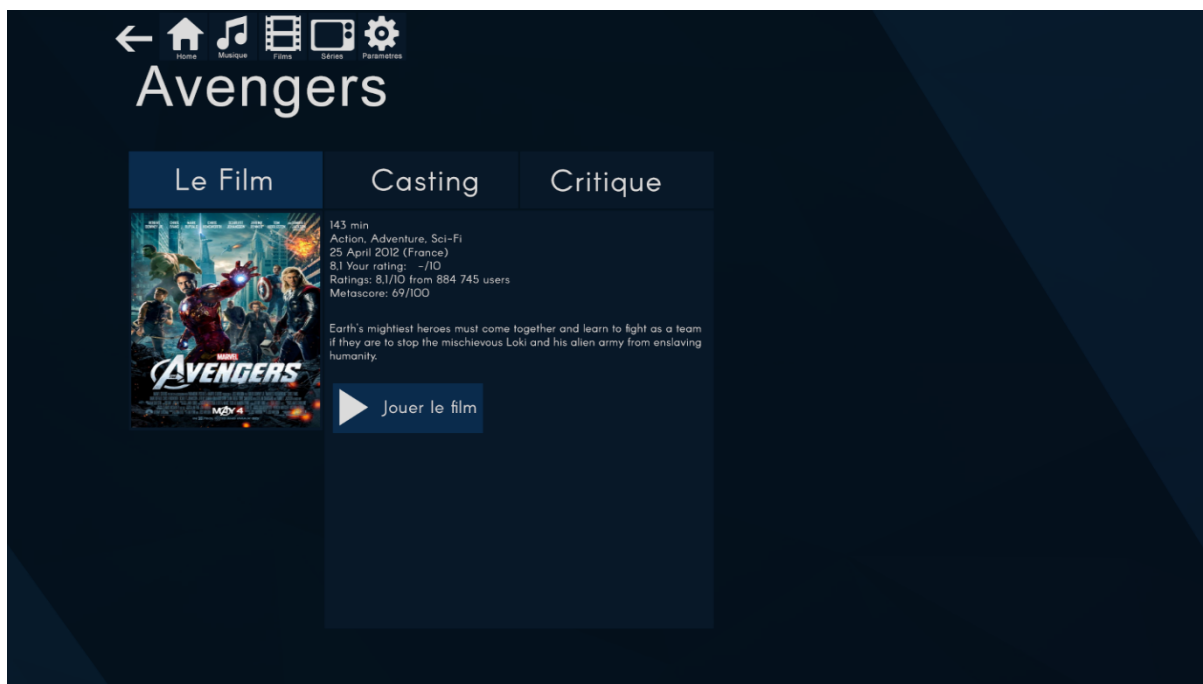 Home Musique Films Séries Parametres
Avengers
Le Film Casting Critique
143 min
Action, Adventure, Sci-Fi
25 April 2012 (France)
8,1 Your rating: -/10
Ratings: 8,1/10 from 884 745 users
Metascore: 69/100
Earth's mightiest heroes must come together and learn to fight as a team
if they are to stop the mischievous Loki and his alien army from enslaving
humanity.
Jouer le film
MARVEL
AVENGERS
MAY 4